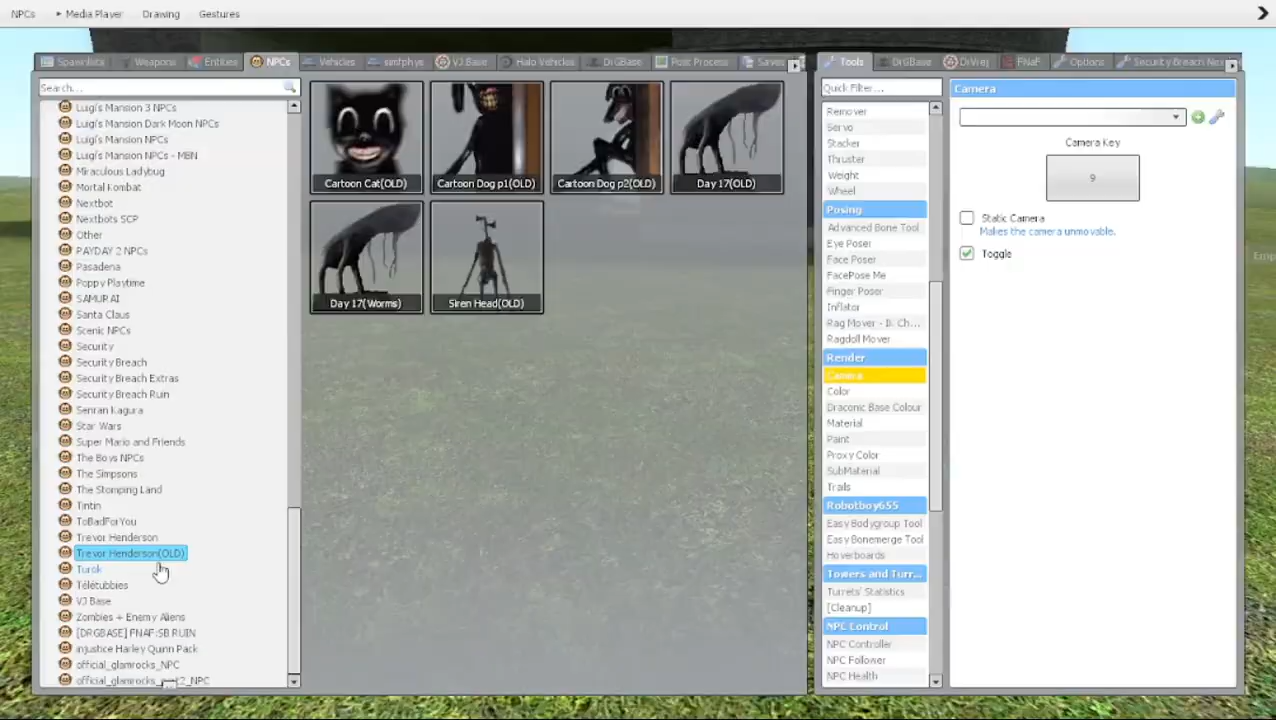 NPCs
Media Player
Drawing
Gestures
Spawnlists
Weapons
Entities
NPCs
Vehicles
simfphys
VJ Base
Halo Vehicles
DrGBase
Post Process
Saves
Tools
DrGBase
DrVrej
FNaF
Options
Search...
Luigi's Mansion 3 NPCs
Luigi's Mansion Dark Moon NPCs
Luigi's Mansion NPCs
Luigi's Mansion NPCs - MBN
Miraculous Ladybug
Mortal Kombat
Nextbot
Nextbots SCP
Other
PAYDAY 2 NPCs
Pasadena
Poppy Playtime
SAMURAI
Santa Claus
Scenic NPCs
Security
Security Breach
Security Breach Extras
Security Breach Ruin
Senran Kagura
Star Wars
Super Mario and Friends
The Boys NPCs
The Simpsons
The Stomping Land
Tintin
ToBadForYou
Trevor Henderson
Trevor Henderson(OLD)
Turok
Télétubbies
VJ Base
Zombies + Enemy Aliens
[DRGBASE] FNAF:SB RUIN
injustice Harley Quinn Pack
official_glamrocks_NPC
Cartoon Cat(OLD)
Cartoon Dog p1(OLD)
Cartoon Dog p2(OLD)
Day 17(OLD)
Day 17(Worms)
Siren Head(OLD)
Quick Filter...
Remover
Servo
Stacker
Thruster
Weight
Wheel
Posing
Advanced Bone Tool
Eye Poser
Face Poser
FacePose Me
Finger Poser
Inflator
Ragdoll Mover
Render
Camera
Color
Draconic Base Colour
Material
Paint
Proxy Color
SubMaterial
Trails
Robotboy655
Easy Bodygroup Tool
Easy Bonemerge Tool
Hoverboards
Towers and Turr...
Turrets' Statistics
[Cleanup]
NPC Control
NPC Controller
NPC Follower
NPC Health
Camera
Camera Key
9
Static Camera
Makes the camera unmovable.
Toggle